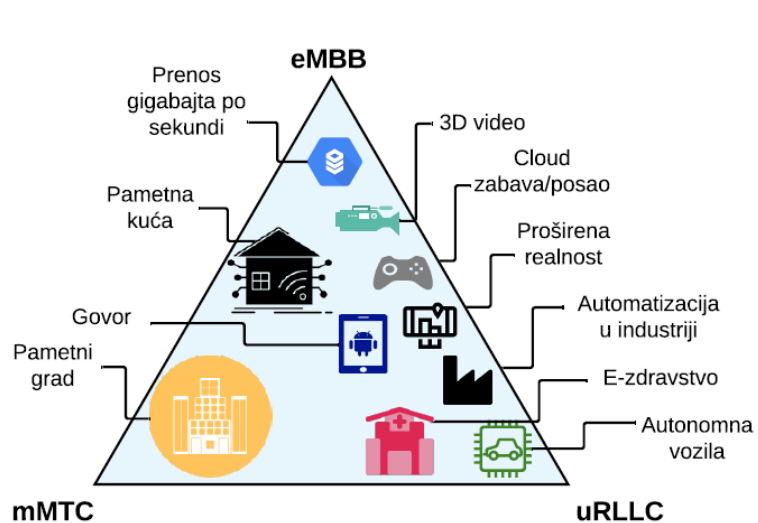 eMBB
Prenos
gigabajta po
sekundi
3D video
Cloud
zabava/posao
Pametna
kuća
Proširena
realnost
Govor
Automatizacija
u industriji
Pametni
grad
E-zdravstvo
Autonomna
vozila
mMTC
uRLLC